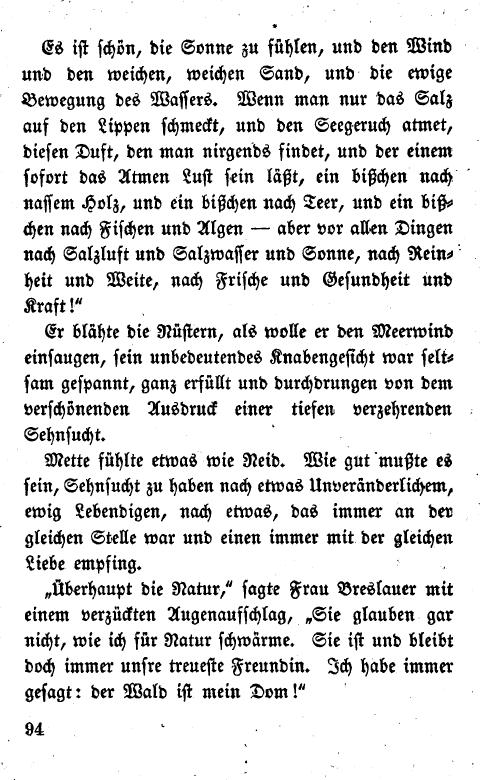 Es ist schön, die Sonne zu fühlen, und den Wind
und den weichen, weichen Sand, und die ewige
Bewegung des Wassers. Wenn man nur das Salz
auf den Lippen schmeckt, und den Seegeruch atmet,
diesen Duft, den man nirgends findet, und der einem
sofort das Atmen Lust sein läßt, ein bißchen nach
nassem Holz, und ein bißchen nach Teer, und ein biß-
chen nach Fischen und Algen — aber vor allen Dingen
nach Salzluft und Salzwasser und Sonne, nach Rein-
heit und Weite, nach Frische und Gesundheit und
Kraft!“
Er blähte die Nüstern, als wolle er den Meerwind
einsaugen, sein unbedeutendes Knabengesicht war selt-
sam gespannt, ganz erfüllt und durchdrungen von dem
verschönenden Ausdruck einer tiefen verzehrenden
Sehnsucht.
Mette fühlte etwas wie Neid. Wie gut mußte es
sein, Sehnsucht zu haben nach etwas Unveränderlichem,
ewig Lebendigen, nach etwas, das immer an der
gleichen Stelle war und einen immer mit der gleichen
Liebe empfing.
„Überhaupt die Natur,“ sagte Frau Breslauer mit
einem verzückten Augenaufschlag, „Sie glauben gar
nicht, wie ich für Natur schwärme. Sie ist und bleibt
doch immer unsre treueste Freundin. Ich habe immer
gesagt: der Wald ist mein Dom!“
94